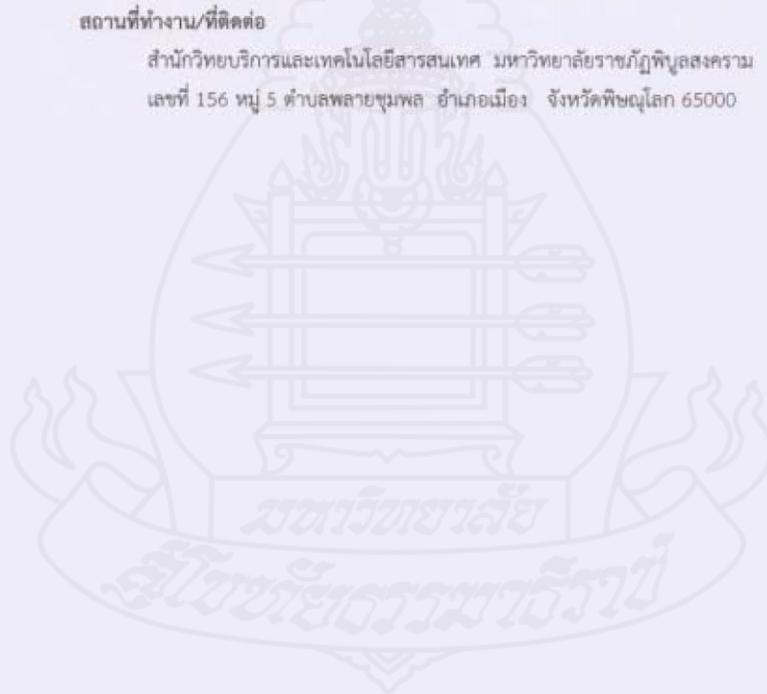 สถานที่ทำงาน/ที่ติดต่อ
สำนักวิทยบริการและเทคโนโลยีสารสนเทศ มหาวิทยาลัยราชภัฏพิบูลสงคราม
เลขที่ 156 หมู่ 5 ตำบลพลายชุมพล อำเภอเมือง จังหวัดพิษณุโลก 65000
มหาวิทยาลัย
สุโขทัยธรรมาธิราช